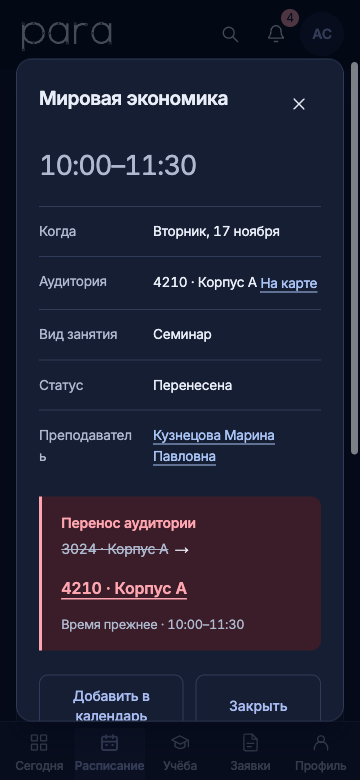 para
4
АС
Мировая экономика
10:00–11:30
Когда
Вторник, 17 ноября
Аудитория
4210 · Корпус А На карте
Вид занятия
Семинар
Статус
Перенесена
Преподавател
ь
Кузнецова Марина
Павловна
Перенос аудитории
3024 · Корпус А →
4210 · Корпус А
Время прежнее · 10:00–11:30
Добавить в
календарь
Закрыть
Сегодня
Расписание
Учёба
Заявки
Профиль